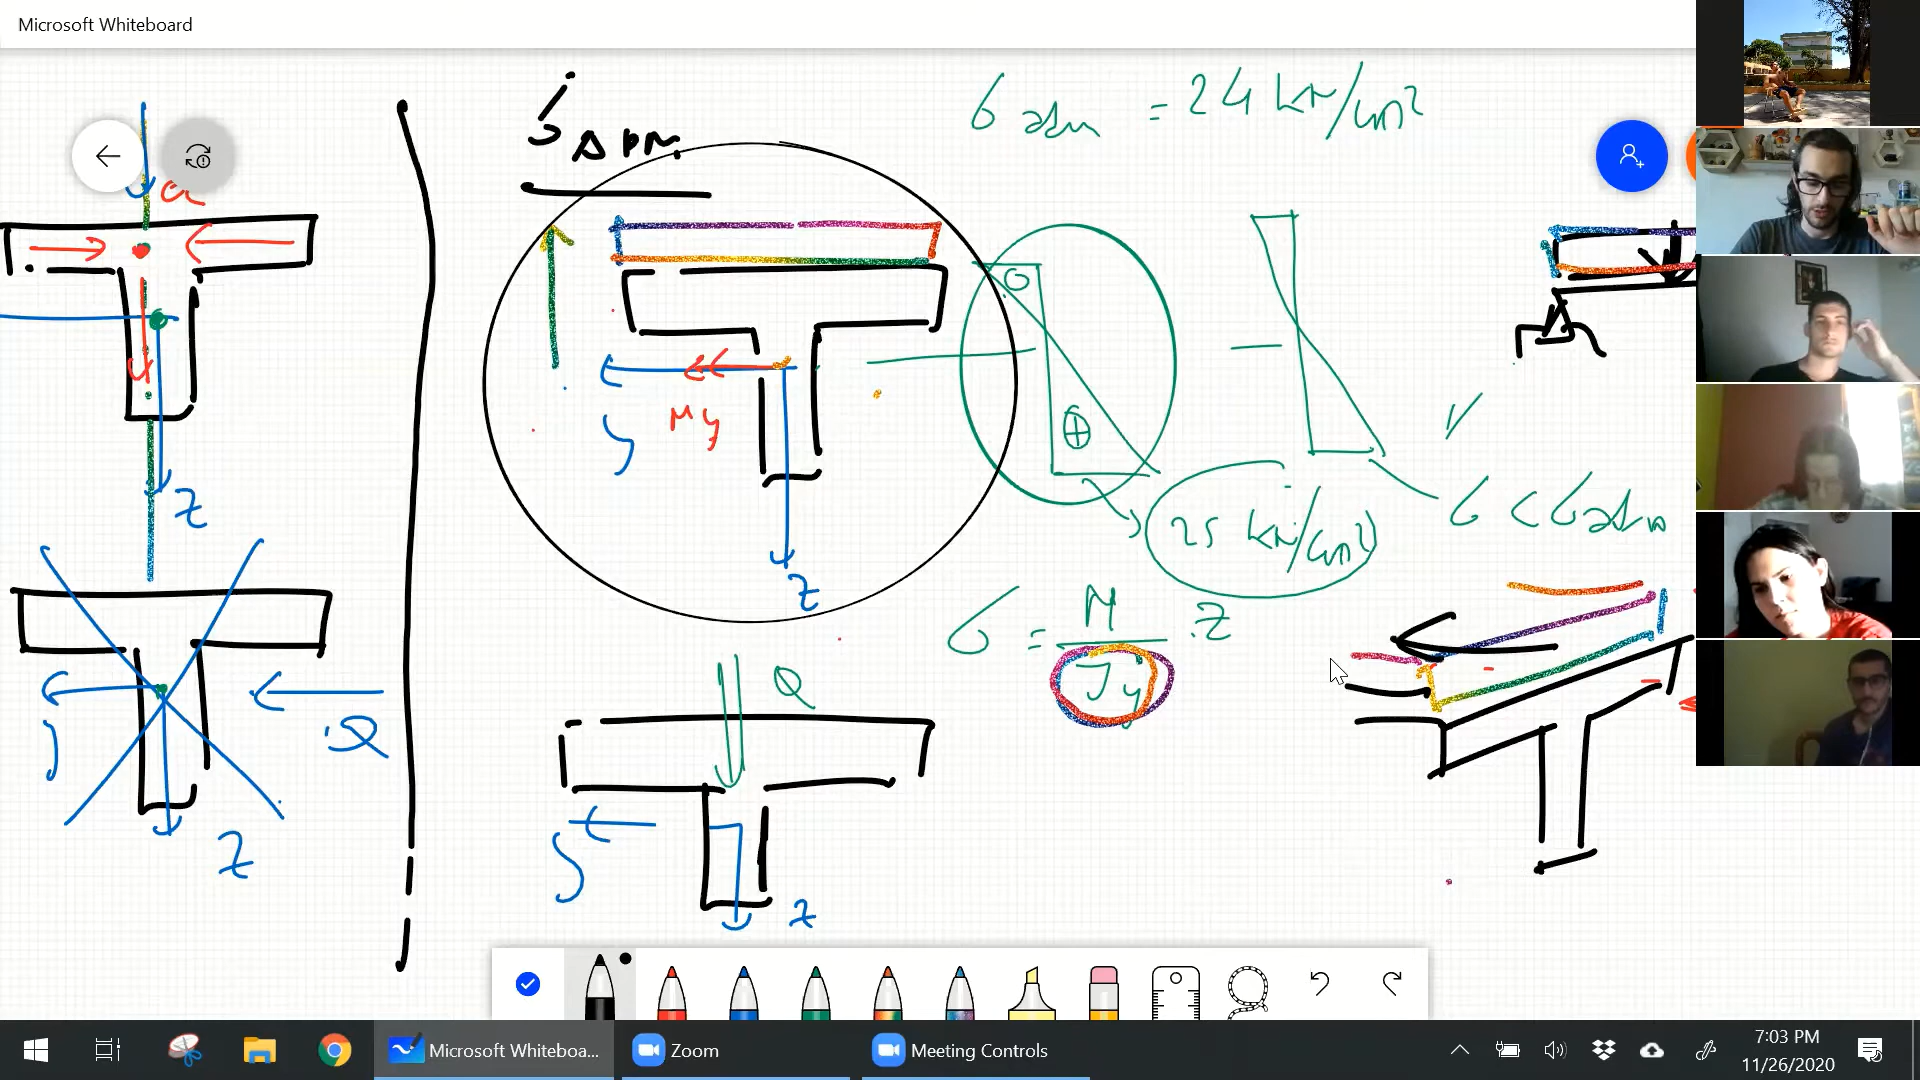 Microsoft Whiteboard
σ adm = 24 kN/cm²
Q
z
My
y
z
25 kN/cm²
σ < σ adm
σ = M / Jy · z
Q
y
z
Q
y
z
Microsoft Whiteboa...
Zoom
Meeting Controls
7:03 PM
11/26/2020